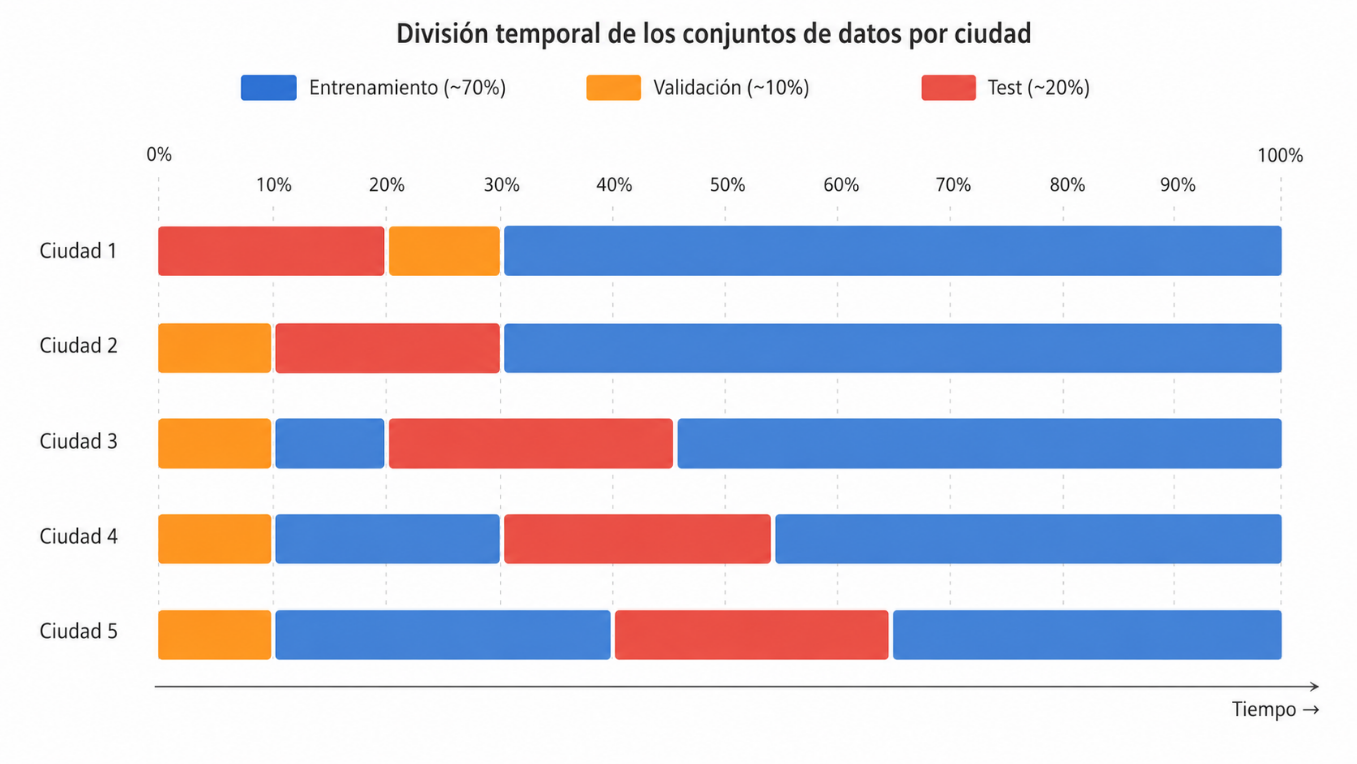 División temporal de los conjuntos de datos por ciudad
Entrenamiento (~70%) Validación (~10%) Test (~20%)
0% 100%
10% 20% 30% 40% 50% 60% 70% 80% 90%
Ciudad 1
Ciudad 2
Ciudad 3
Ciudad 4
Ciudad 5
Tiempo →